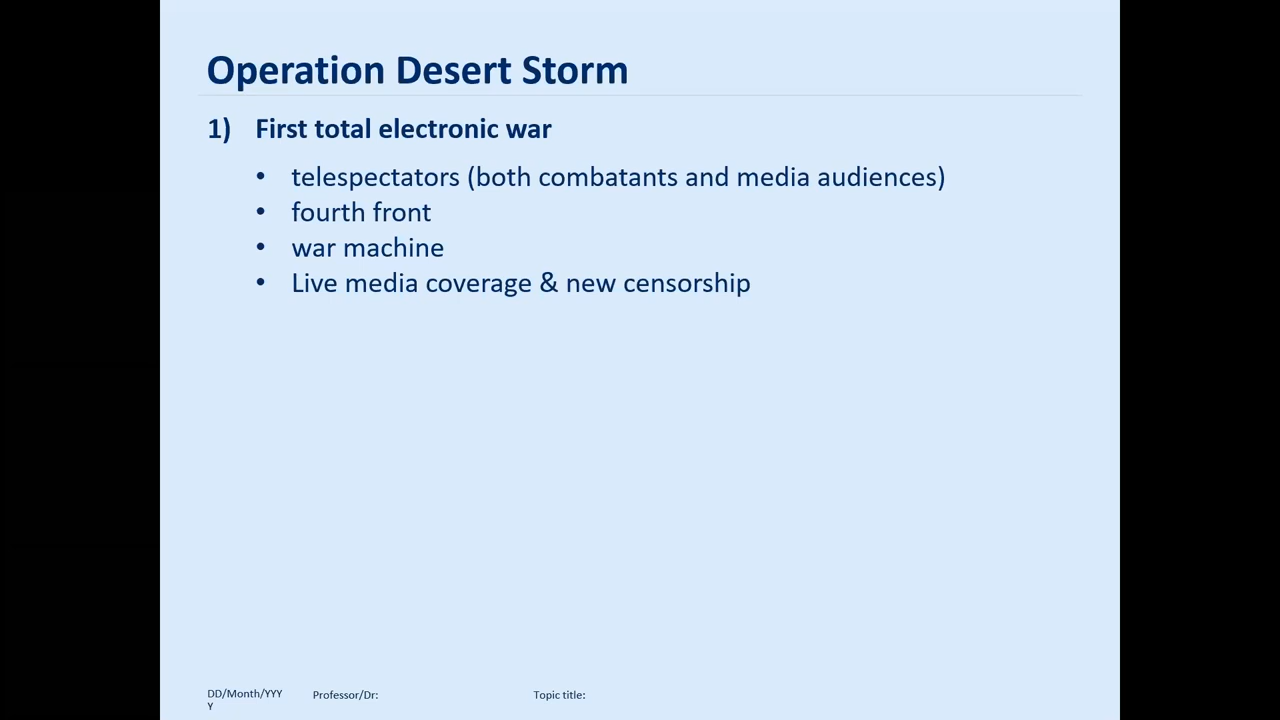 Operation Desert Storm
1) First total electronic war
• telespectators (both combatants and media audiences)
• fourth front
• war machine
• Live media coverage & new censorship
DD/Month/YYY
Y
Professor/Dr:
Topic title: